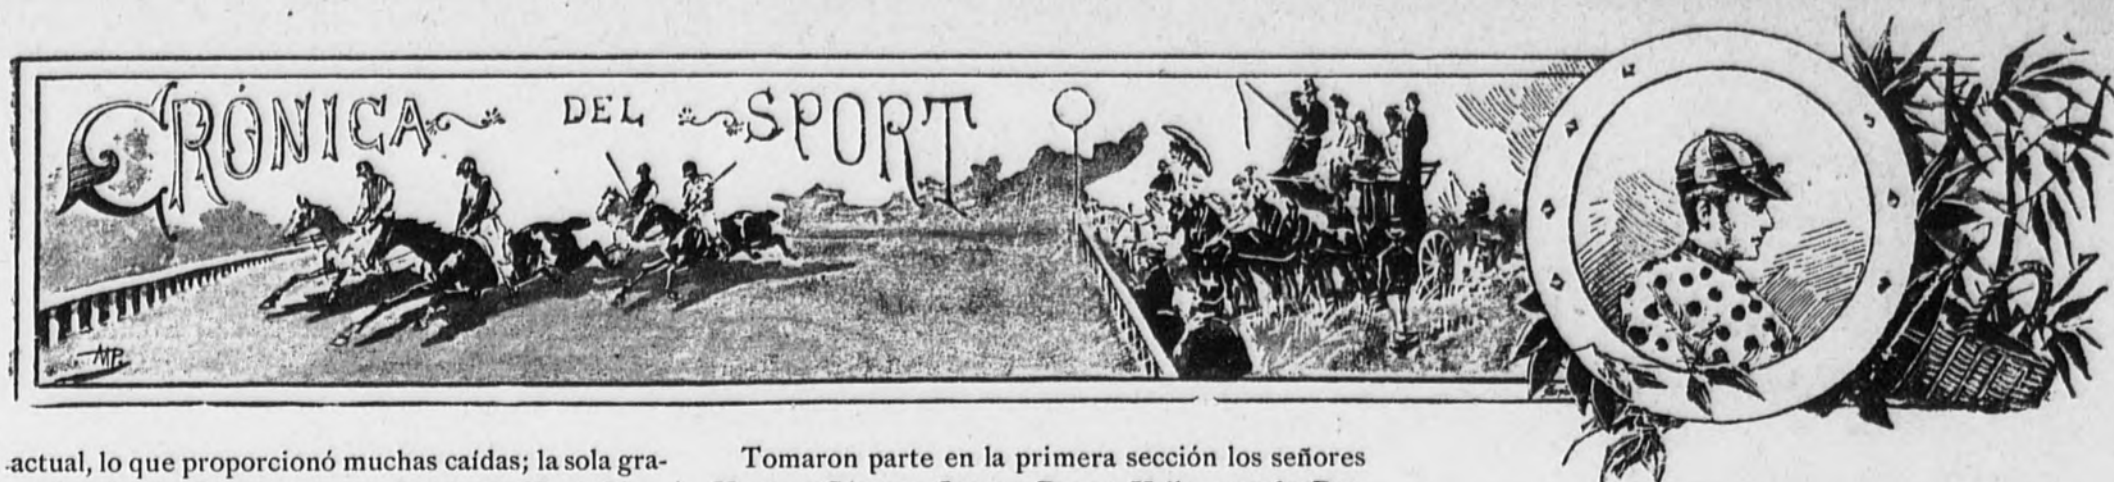 CRÓNICA DEL SPORT
MP.
actual, lo que proporcionó muchas caídas; la sola gra-
Tomaron parte en la primera sección los señores